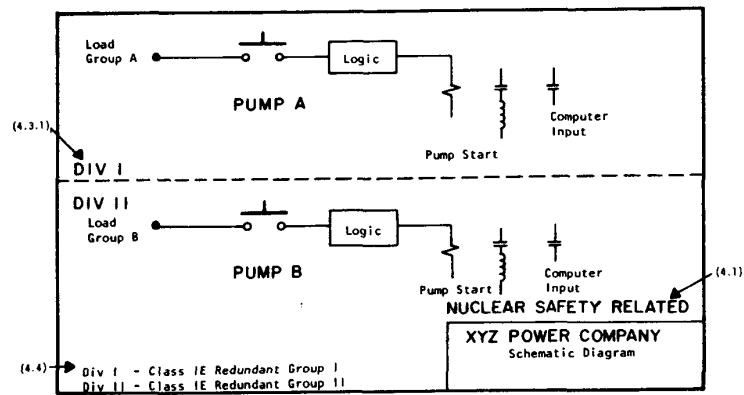 Load
Group A
Logic
PUMP A
Computer
Input
(4.3.1)
Pump Start
DIV I
DIV II
Load
Group B
Logic
PUMP B
Computer
Input
Pump Start
(4.1)
NUCLEAR SAFETY RELATED
XYZ POWER COMPANY
Schematic Diagram
(4.4)
Div I - Class IE Redundant Group I
Div II - Class IE Redundant Group II